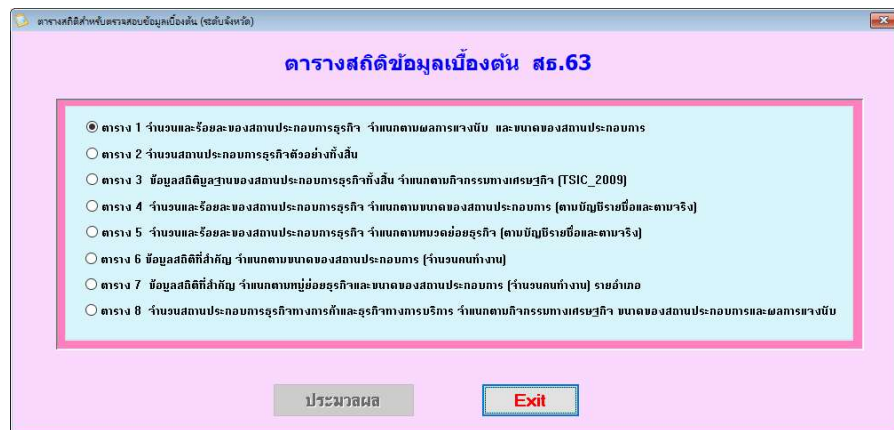 ตารางสถิติสำหรับตรวจสอบข้อมูลเบื้องต้น (ระดับจังหวัด)
ตารางสถิติข้อมูลเบื้องต้น สธ.63
ตาราง 1 จำนวนและร้อยละของสถานประกอบการธุรกิจ จำแนกตามผลการแจงนับ และขนาดของสถานประกอบการ
ตาราง 2 จำนวนสถานประกอบการธุรกิจตัวอย่างทั้งสิ้น
ตาราง 3 ข้อมูลสถิติมูลฐานของสถานประกอบการธุรกิจทั้งสิ้น จำแนกตามกิจกรรมทางเศรษฐกิจ (TSIC_2009)
ตาราง 4 จำนวนและร้อยละของสถานประกอบการธุรกิจ จำแนกตามขนาดของสถานประกอบการ (ตามบัญชีรายชื่อและตามจริง)
ตาราง 5 จำนวนและร้อยละของสถานประกอบการธุรกิจ จำแนกตามหมวดย่อยธุรกิจ (ตามบัญชีรายชื่อและตามจริง)
ตาราง 6 ข้อมูลสถิติที่สำคัญ จำแนกตามขนาดของสถานประกอบการ (จำนวนคนทำงาน)
ตาราง 7 ข้อมูลสถิติที่สำคัญ จำแนกตามหมู่ย่อยธุรกิจและขนาดของสถานประกอบการ (จำนวนคนทำงาน) รายอำเภอ
ตาราง 8 จำนวนสถานประกอบการธุรกิจทางการค้าและธุรกิจทางการบริการ จำแนกตามกิจกรรมทางเศรษฐกิจ ขนาดของสถานประกอบการและผลการแจงนับ
ประมวลผล Exit